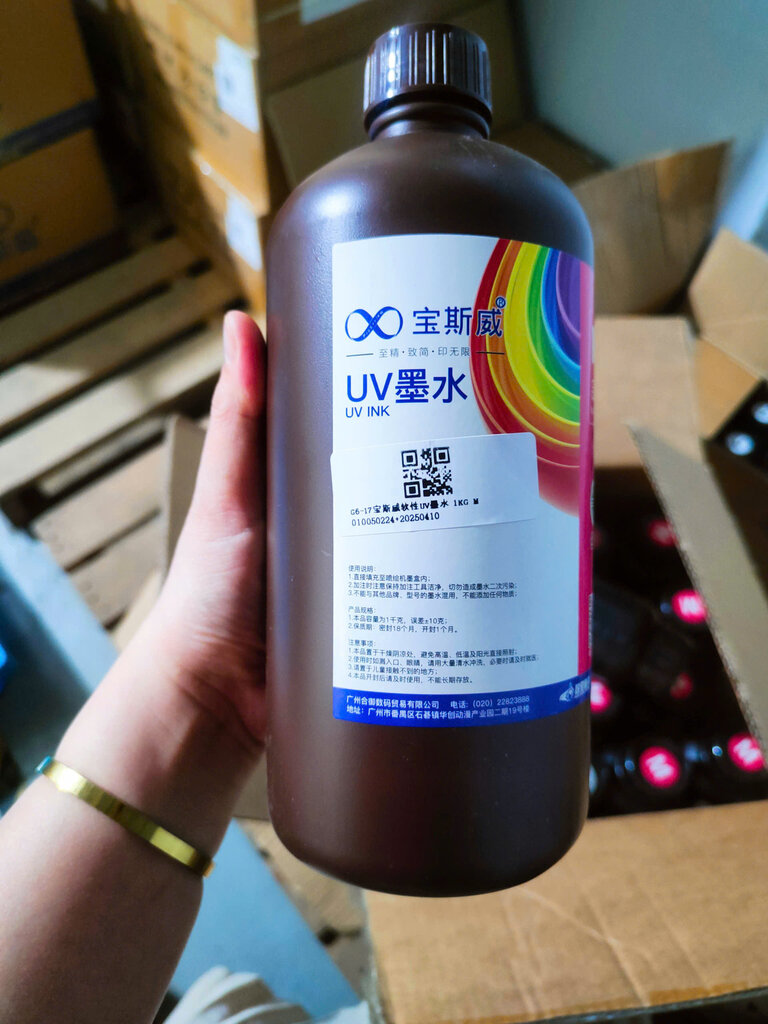 宝斯威®
至精·致简·印无限
UV墨水
UV INK
G6-17宝斯威软性UV墨水 1KG M
010050224+20250410
使用说明:
1.直接填充至喷绘机墨盒内;
2.加注时注意保持加注工具洁净,切勿造成墨水二次污染;
3.不能与其他品牌、型号的墨水混用,不能添加任何物质;
产品规格:
1.本品容量为1千克,误差±10克;
2.保质期:密封18个月,开封1个月。
注意事项:
1.本品置于干燥阴凉处、避免高温、低温及阳光直接照射;
2.使用时如溅入口、眼睛,请用大量清水冲洗,必要时请及时就医;
3.请置于儿童接触不到的地方;
4.本品开封后请及时使用,不能长期存放。
广州合御数码贸易有限公司 电话:(020)22823888
地址:广州市番禺区石碁镇华创动漫产业园二期19号楼
M
M